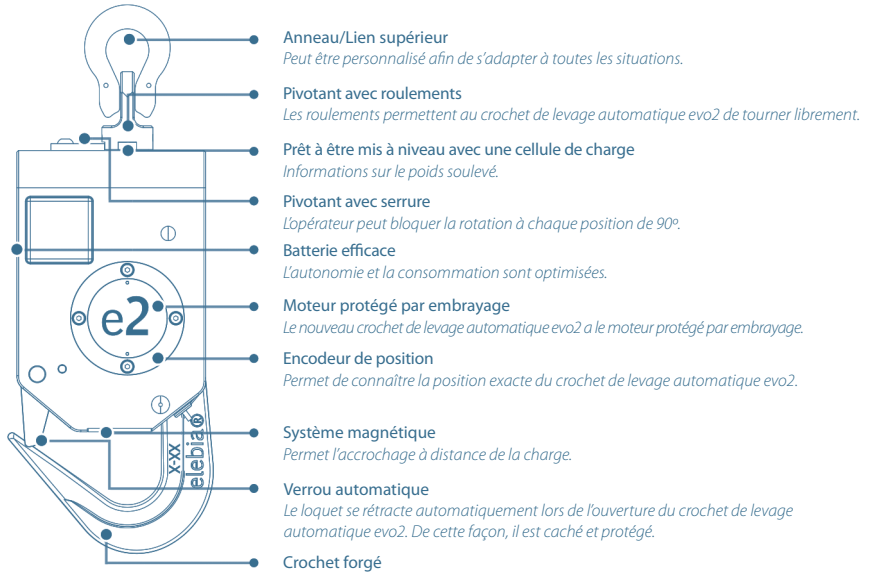 Anneau/Lien supérieur
Peut être personnalisé afin de s'adapter à toutes les situations.
Pivotant avec roulements
Les roulements permettent au crochet de levage automatique evo2 de tourner librement.
Prêt à être mis à niveau avec une cellule de charge
Informations sur le poids soulevé.
Pivotant avec serrure
L'opérateur peut bloquer la rotation à chaque position de 90º.
Batterie efficace
L'autonomie et la consommation sont optimisées.
e2
Moteur protégé par embrayage
Le nouveau crochet de levage automatique evo2 a le moteur protégé par embrayage.
Encodeur de position
Permet de connaître la position exacte du crochet de levage automatique evo2.
Système magnétique
Permet l'accrochage à distance de la charge.
X-XX
elebia®
Verrou automatique
Le loquet se rétracte automatiquement lors de l'ouverture du crochet de levage
automatique evo2. De cette façon, il est caché et protégé.
Crochet forgé